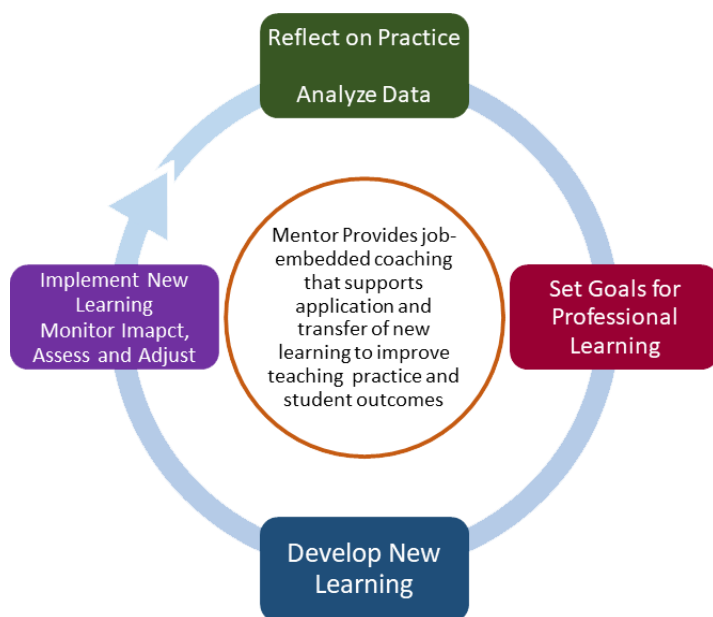 Reflect on Practice
Analyze Data
Mentor Provides job-
embedded coaching
that supports
application and
transfer of new
learning to improve
teaching practice and
student outcomes
Implement New
Learning
Monitor Imapct,
Assess and Adjust
Set Goals for
Professional
Learning
Develop New
Learning